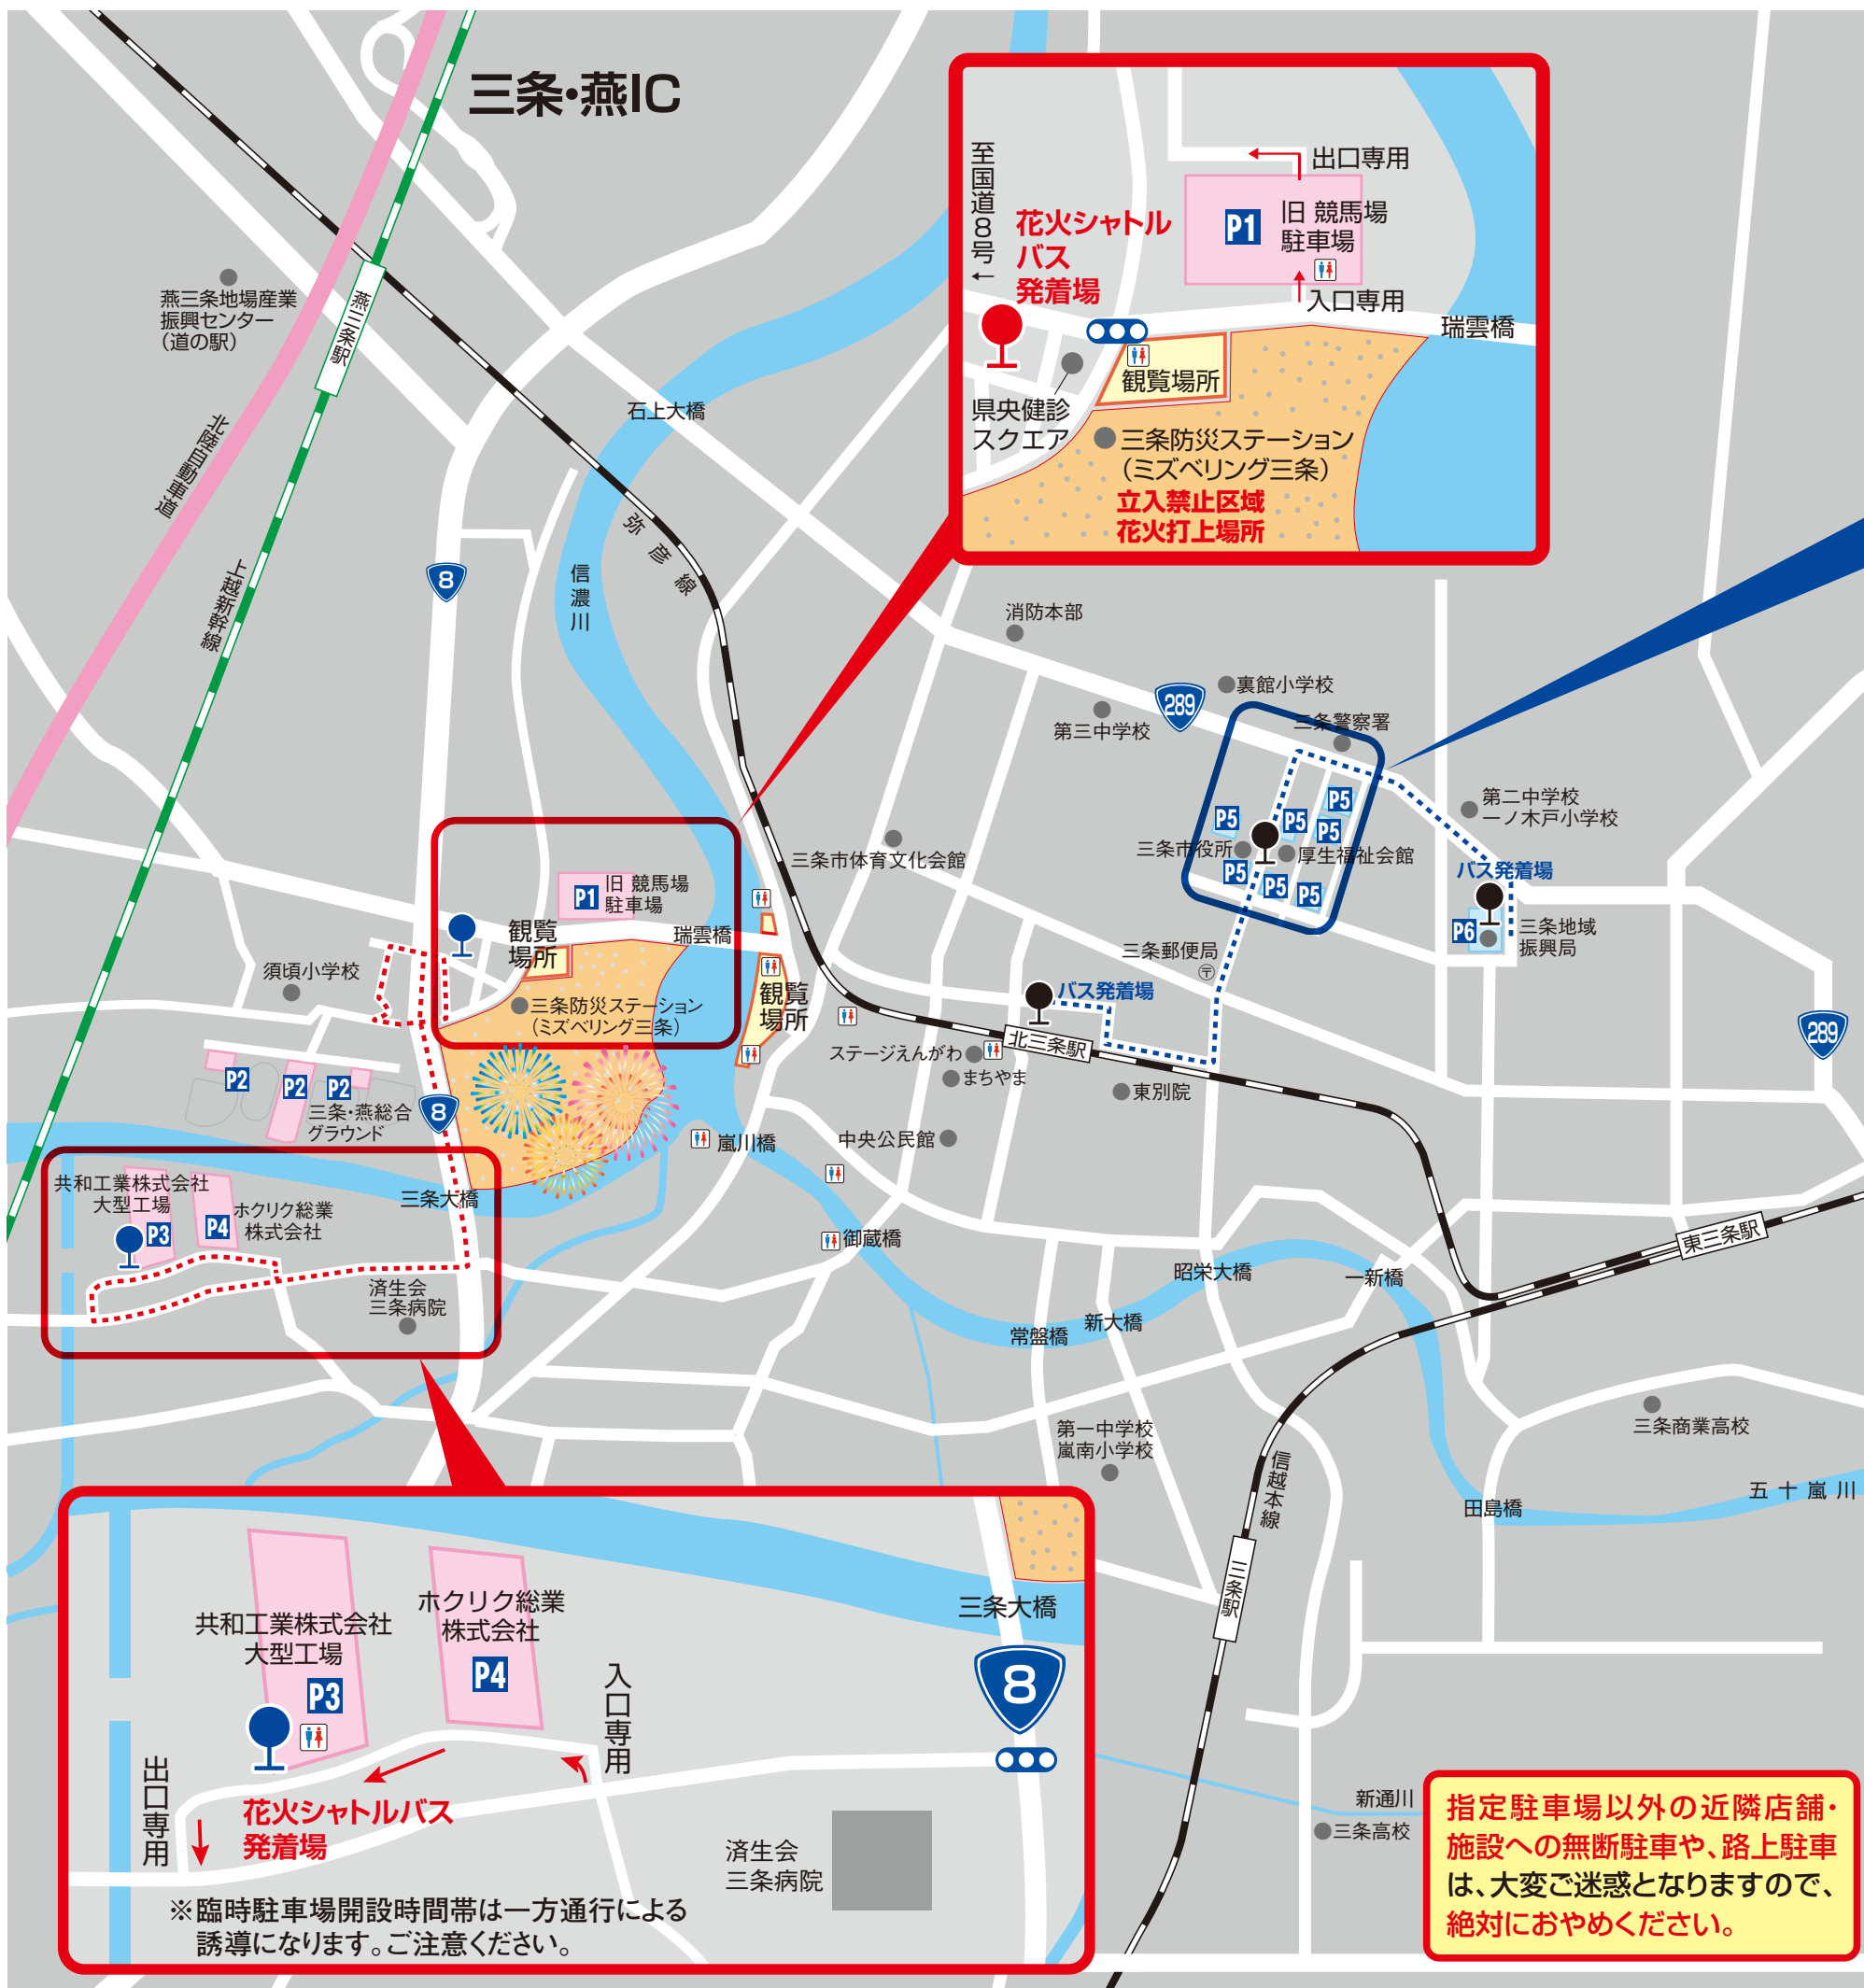 三条・燕IC
至国道8号←
花火シャトル
バス
発着場
出口専用
P1
旧 競馬場
駐車場
入口専用
瑞雲橋
観覧場所
県央健診
スクエア
三条防災ステーション
（ミズベリング三条）
立入禁止区域
花火打上場所
燕三条地場産業
振興センター
（道の駅）
燕三条駅
北陸自動車道
上越新幹線
石上大橋
弥彦線
信濃川
8
消防本部
裏館小学校
289
第三中学校
三条警察署
第二中学校
一ノ木戸小学校
P5
P5
P5
P5
三条市役所
厚生福祉会館
P5
P5
P5
バス発着場
P6
三条地域
振興局
三条市体育文化会館
P1
旧 競馬場
駐車場
観覧
場所
瑞雲橋
三条郵便局
〒
バス発着場
須頃小学校
三条防災ステーション
（ミズベリング三条）
観覧
場所
289
ステージえんがわ
北三条駅
まちやま
東別院
P2
P2
P2
三条・燕総合
グラウンド
8
嵐川橋
中央公民館
共和工業株式会社
大型工場
P3
P4
ホクリク総業
株式会社
三条大橋
済生会
三条病院
御蔵橋
昭栄大橋
一新橋
東三条駅
常盤橋
新大橋
第一中学校
嵐南小学校
信越本線
三条商業高校
田島橋
五十嵐川
三条駅
共和工業株式会社
大型工場
P3
ホクリク総業
株式会社
P4
三条大橋
8
入口専用
出口専用
花火シャトルバス
発着場
済生会
三条病院
※臨時駐車場開設時間帯は一方通行による
誘導になります。ご注意ください。
新通川
三条高校
指定駐車場以外の近隣店舗・
施設への無断駐車や、路上駐車
は、大変ご迷惑となりますので、
絶対におやめください。